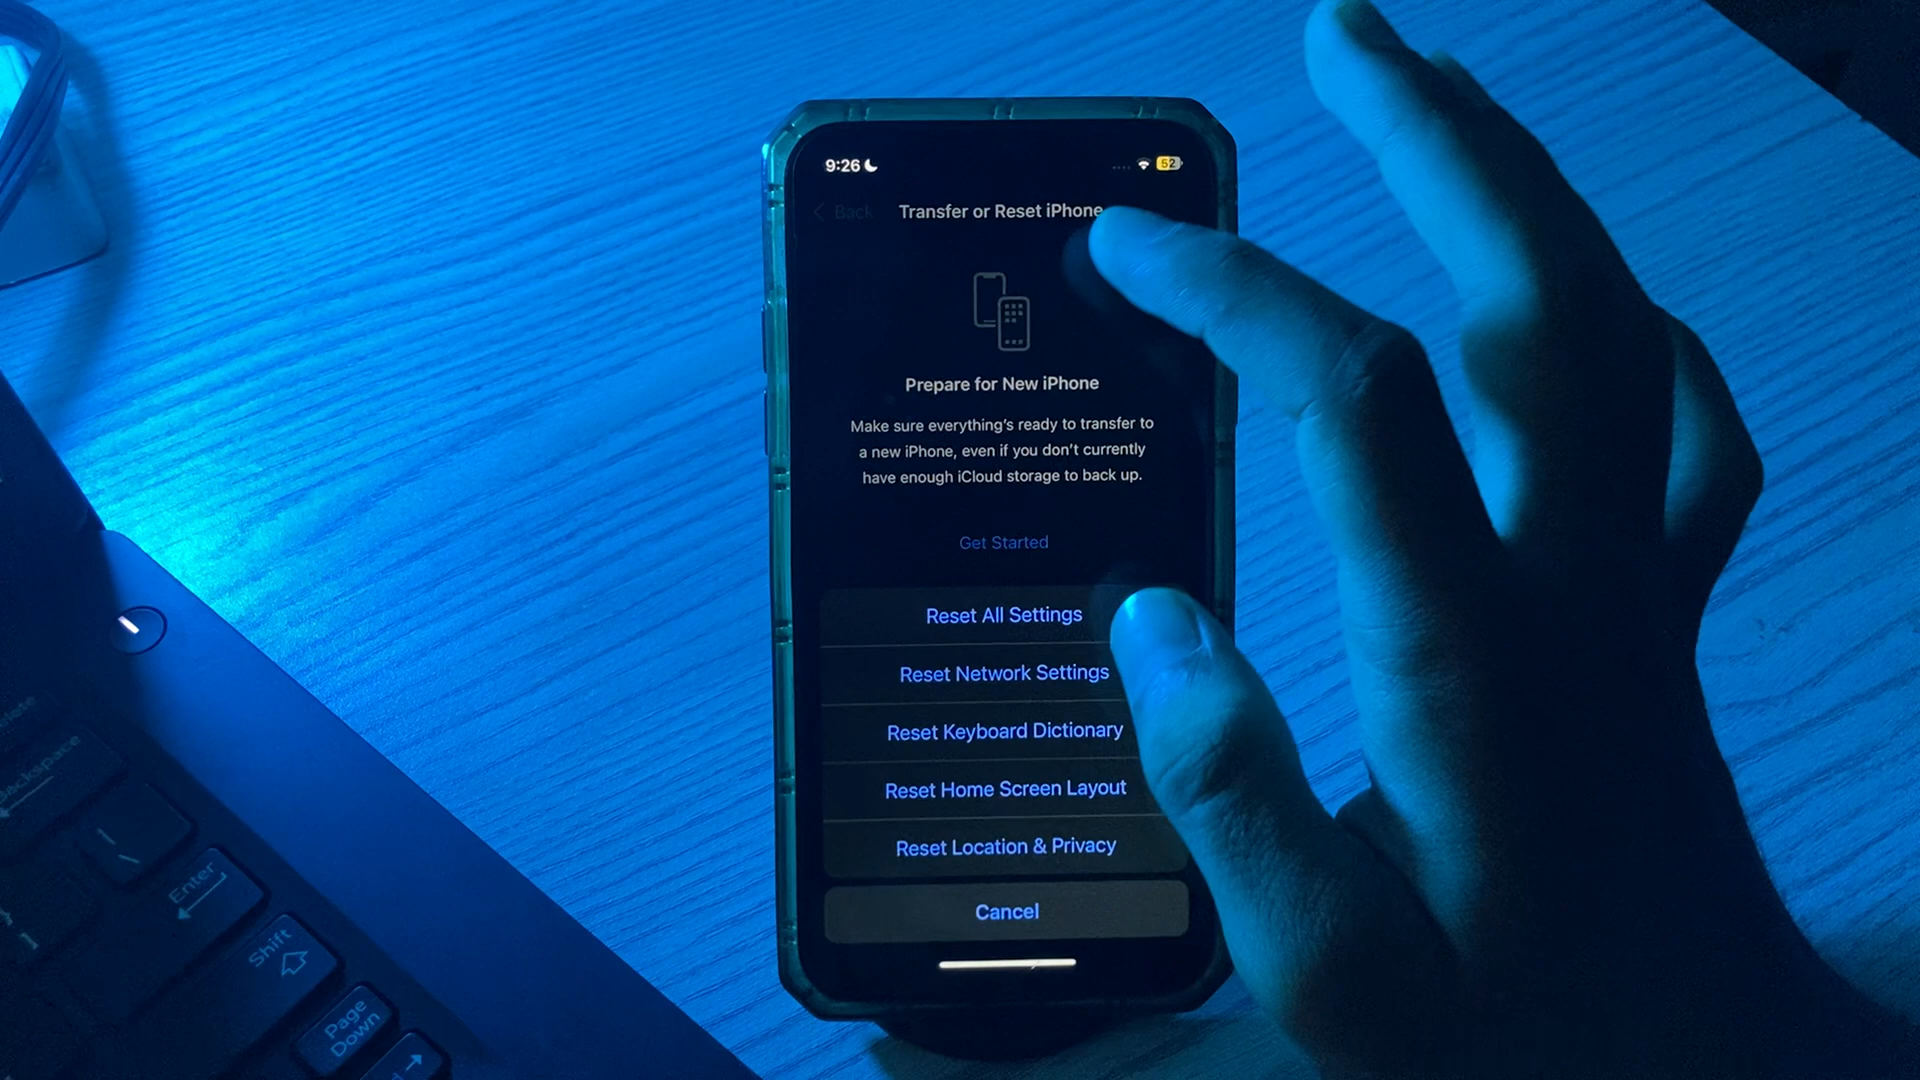 9:26
52
Back
Transfer or Reset iPhone
Prepare for New iPhone
Make sure everything's ready to transfer to
a new iPhone, even if you don't currently
have enough iCloud storage to back up.
Get Started
Reset All Settings
Reset Network Settings
Reset Keyboard Dictionary
Reset Home Screen Layout
Reset Location & Privacy
Cancel
Backspace
Enter
Shift
Page
Down